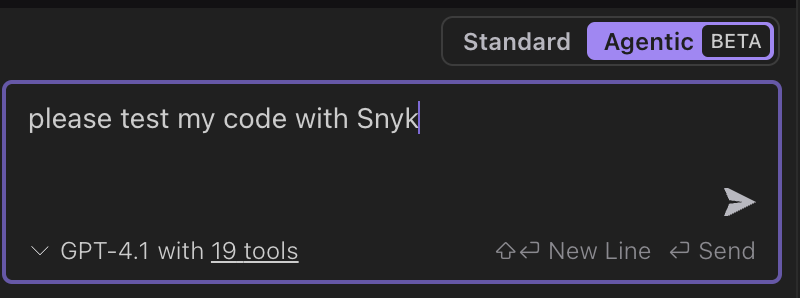 Standard Agentic BETA
please test my code with Snyk
GPT-4.1 with 19 tools ⇧⏎ New Line ⏎ Send